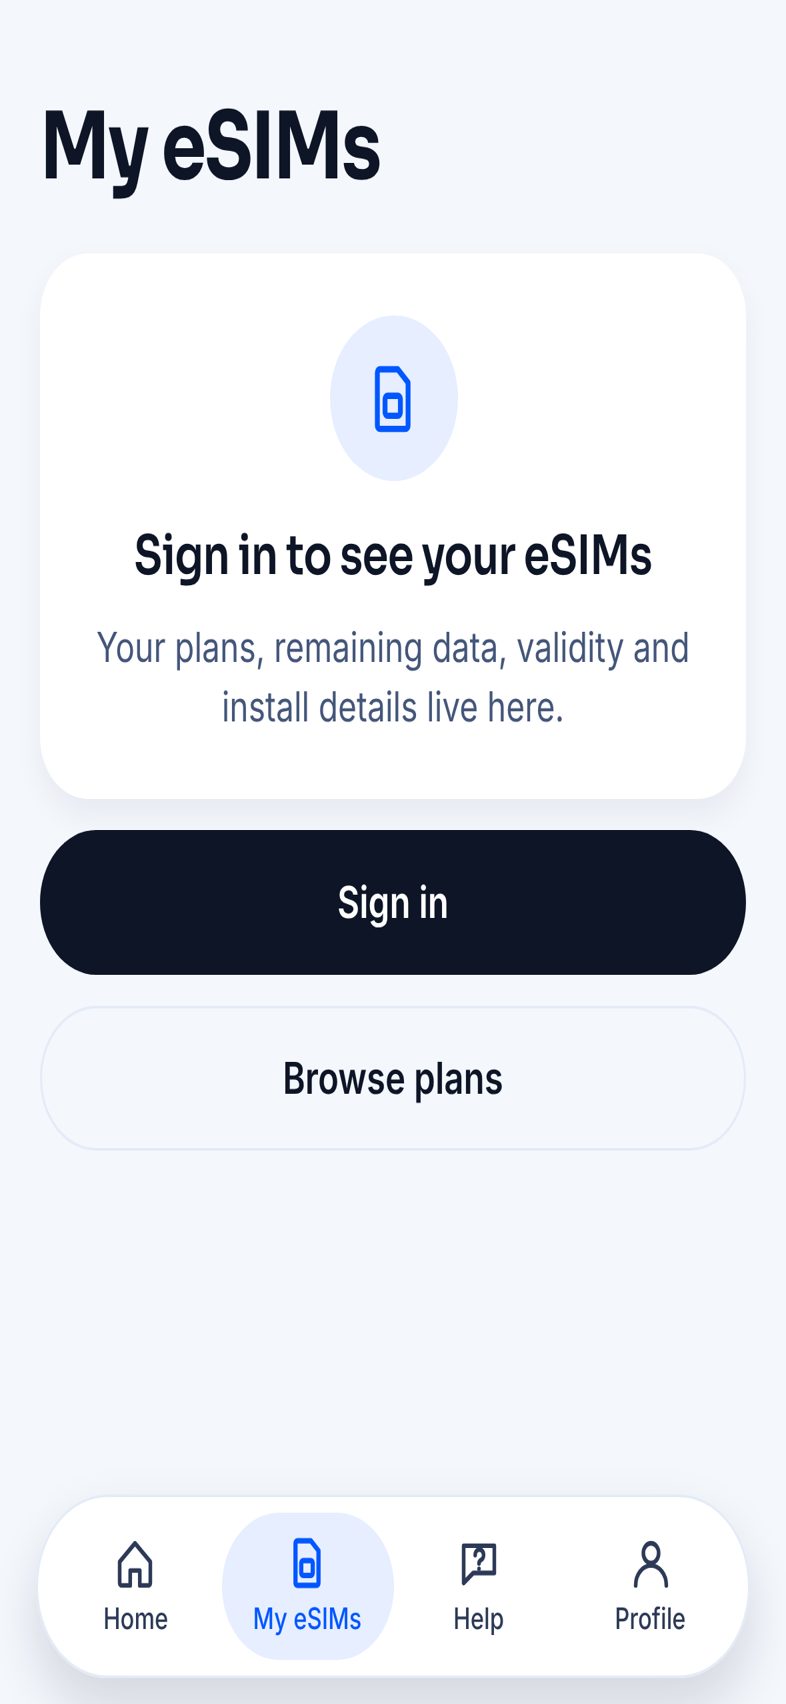 My eSIMs
Sign in to see your eSIMs
Your plans, remaining data, validity and
install details live here.
Sign in
Browse plans
Home
My eSIMs
Help
Profile